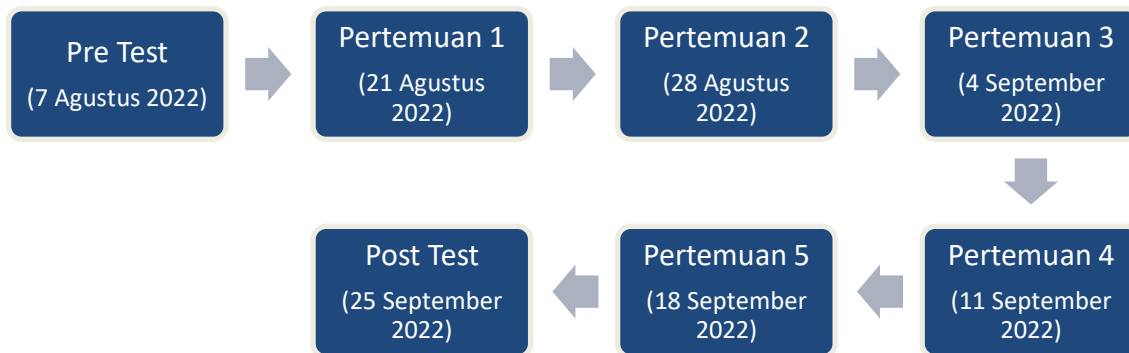 Pre Test
(7 Agustus 2022)
Pertemuan 1
(21 Agustus
2022)
Pertemuan 2
(28 Agustus
2022)
Pertemuan 3
(4 September
2022)
Pertemuan 4
(11 September
2022)
Pertemuan 5
(18 September
2022)
Post Test
(25 September
2022)